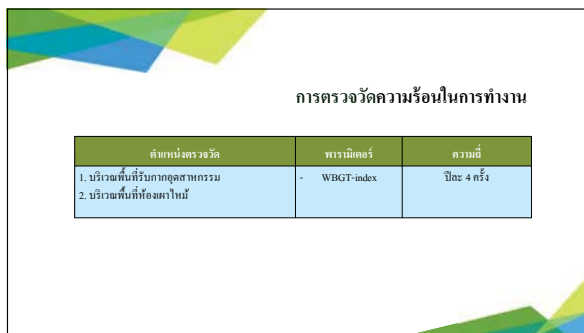 การตรวจวัดความร้อนในการทำงาน
ตำแหน่งตรวจวัด พารามิเตอร์ ความถี่
1. บริเวณพื้นที่รับกากอุตสาหกรรม - WBGT-index ปีละ 4 ครั้ง
2. บริเวณพื้นที่ห้องเผาไหม้